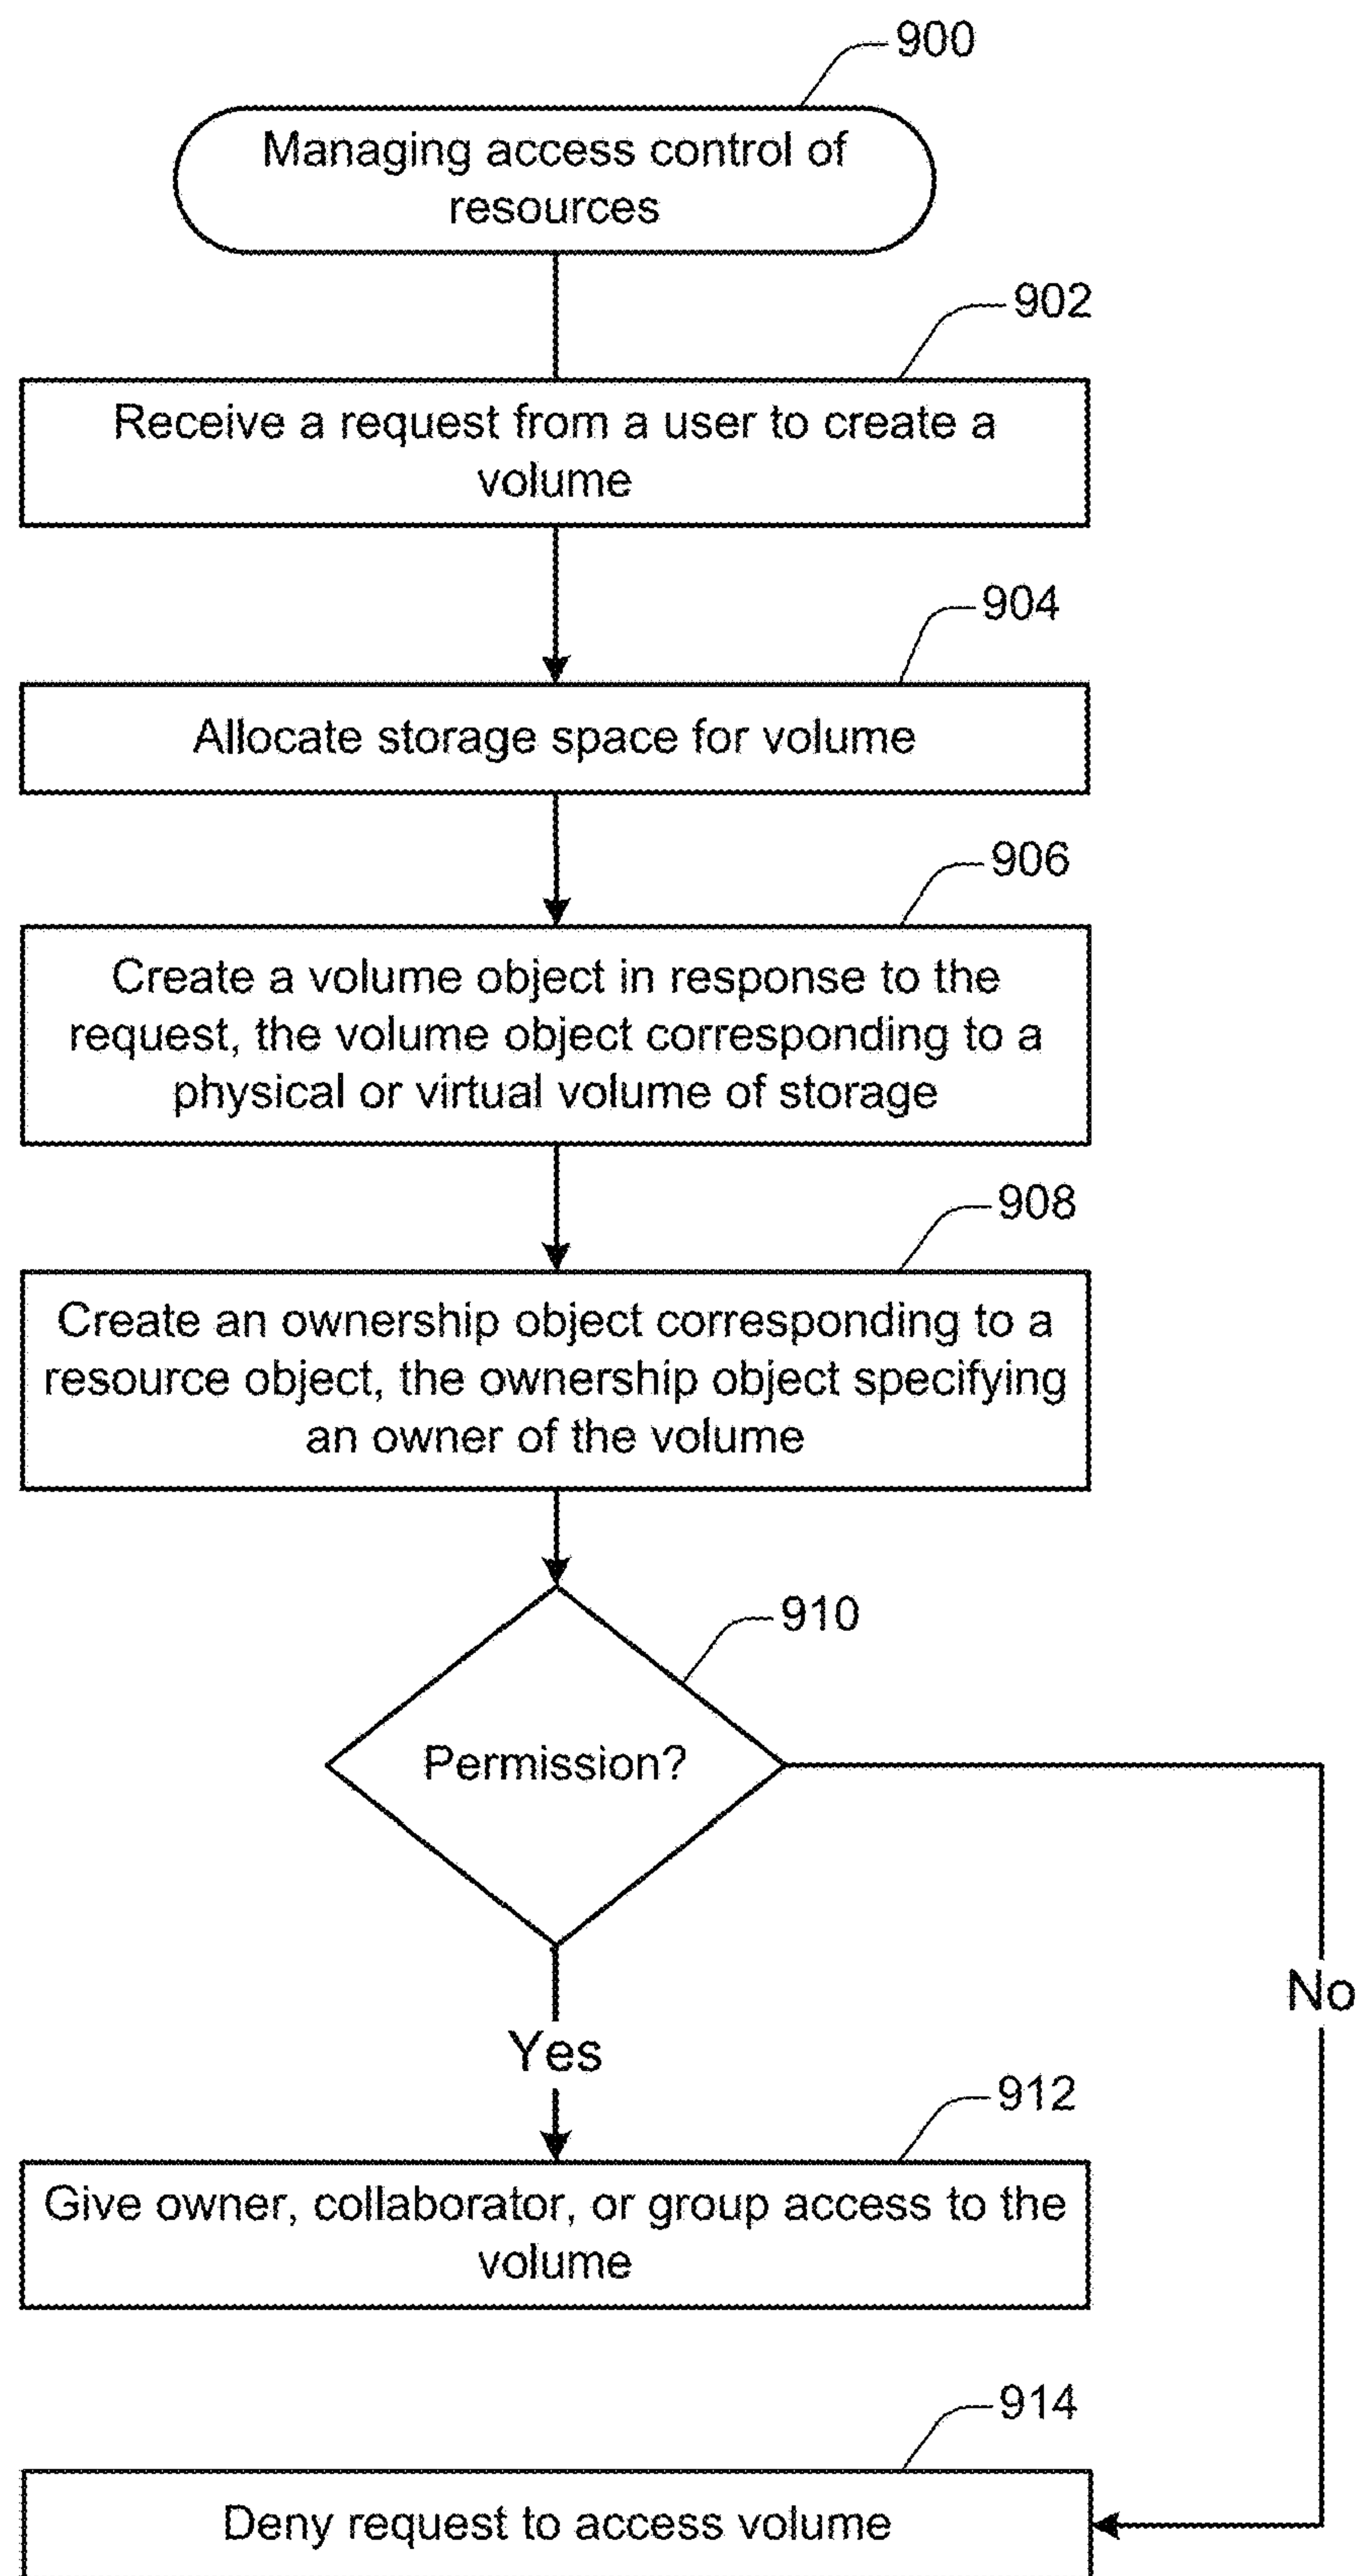 900
Managing access control of
resources
902
Receive a request from a user to create a
volume
904
Allocate storage space for volume
906
Create a volume object in response to the
request, the volume object corresponding to a
physical or virtual volume of storage
908
Create an ownership object corresponding to a
resource object, the ownership object specifying
an owner of the volume
910
Permission?
No
Yes
912
Give owner, collaborator, or group access to the
volume
914
Deny request to access volume